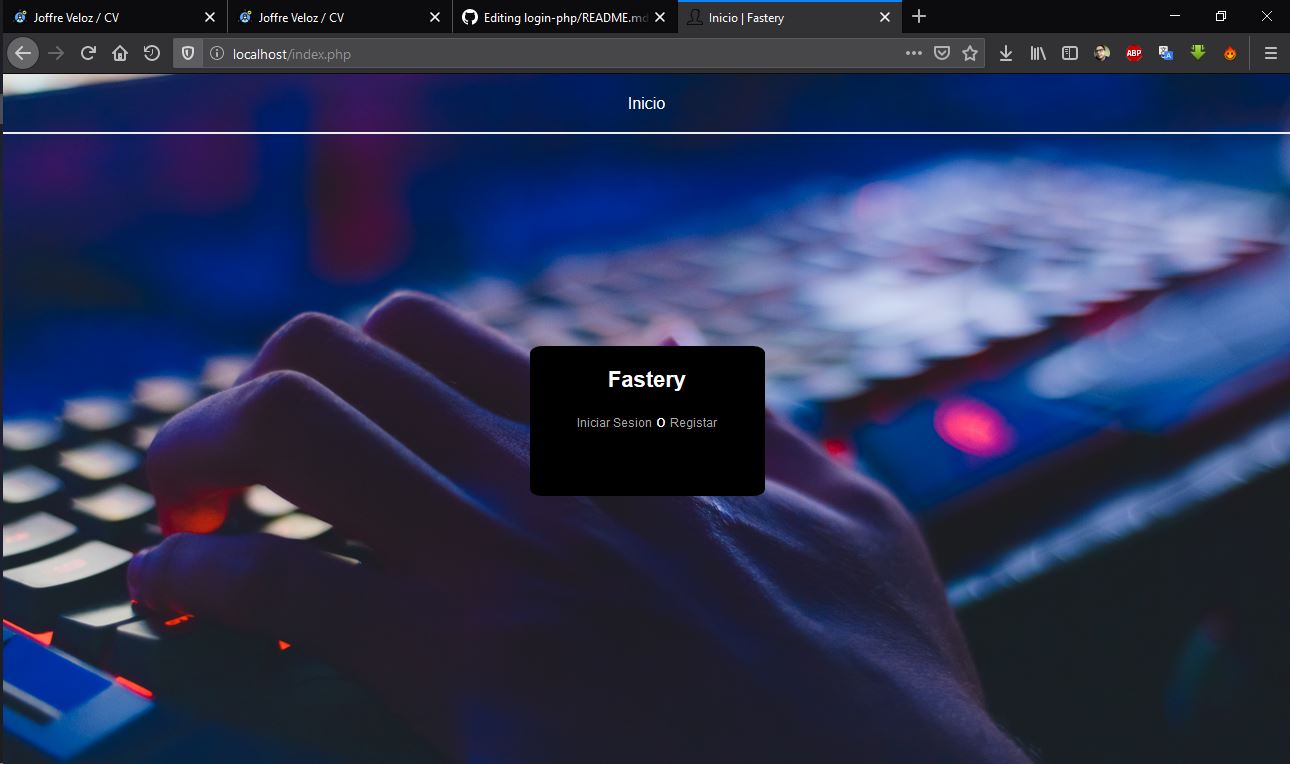 Joffre Veloz / CV
Joffre Veloz / CV
Editing login-php/README.md
Inicio | Fastery
localhost/index.php
ABP
Inicio
Fastery
Iniciar Sesion O Registar